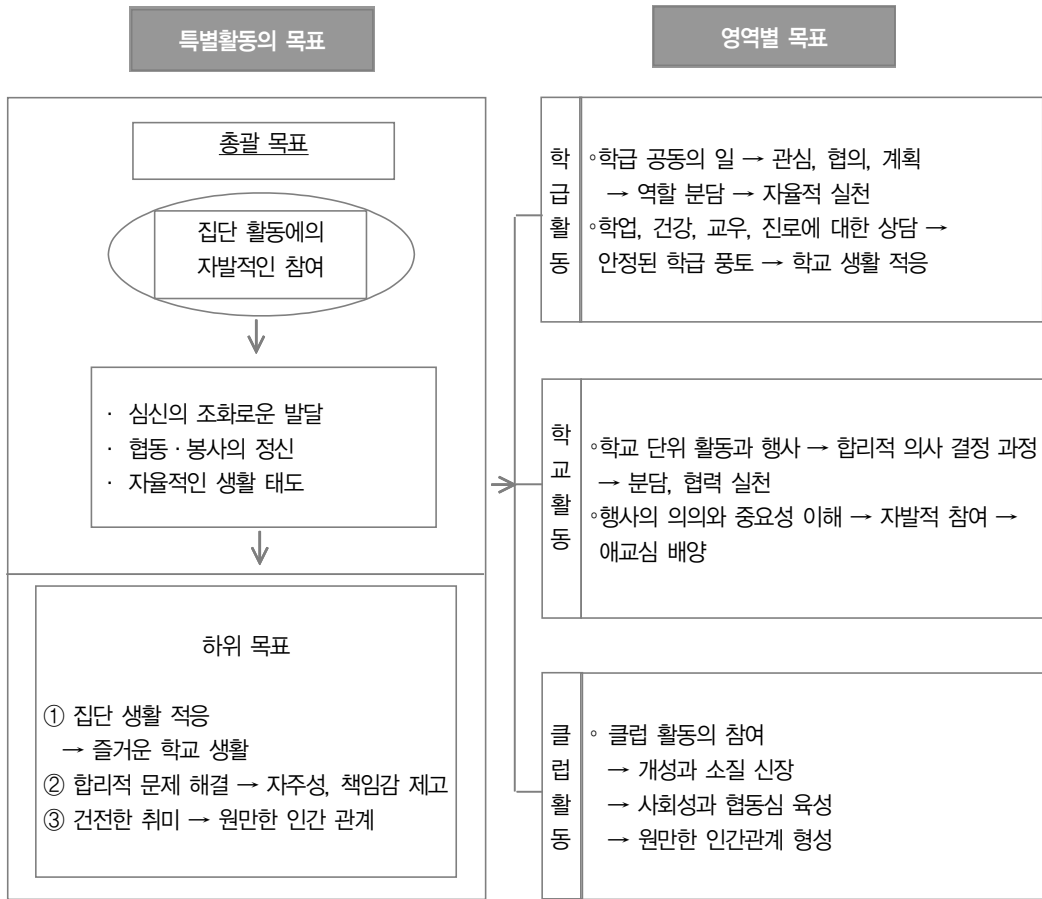 특별활동의 목표
총괄 목표
집단 활동에의
자발적인 참여
· 심신의 조화로운 발달
· 협동·봉사의 정신
· 자율적인 생활 태도
하위 목표
① 집단 생활 적응
→ 즐거운 학교 생활
② 합리적 문제 해결 → 자주성, 책임감 제고
③ 건전한 취미 → 원만한 인간 관계
영역별 목표
학급활동
◦학급 공동의 일 → 관심, 협의, 계획
→ 역할 분담 → 자율적 실천
◦학업, 건강, 교우, 진로에 대한 상담 →
안정된 학급 풍토 → 학교 생활 적응
학교활동
◦학교 단위 활동과 행사 → 합리적 의사 결정 과정
→ 분담, 협력 실천
◦행사의 의의와 중요성 이해 → 자발적 참여 →
애교심 배양
클럽활동
◦ 클럽 활동의 참여
→ 개성과 소질 신장
→ 사회성과 협동심 육성
→ 원만한 인간관계 형성